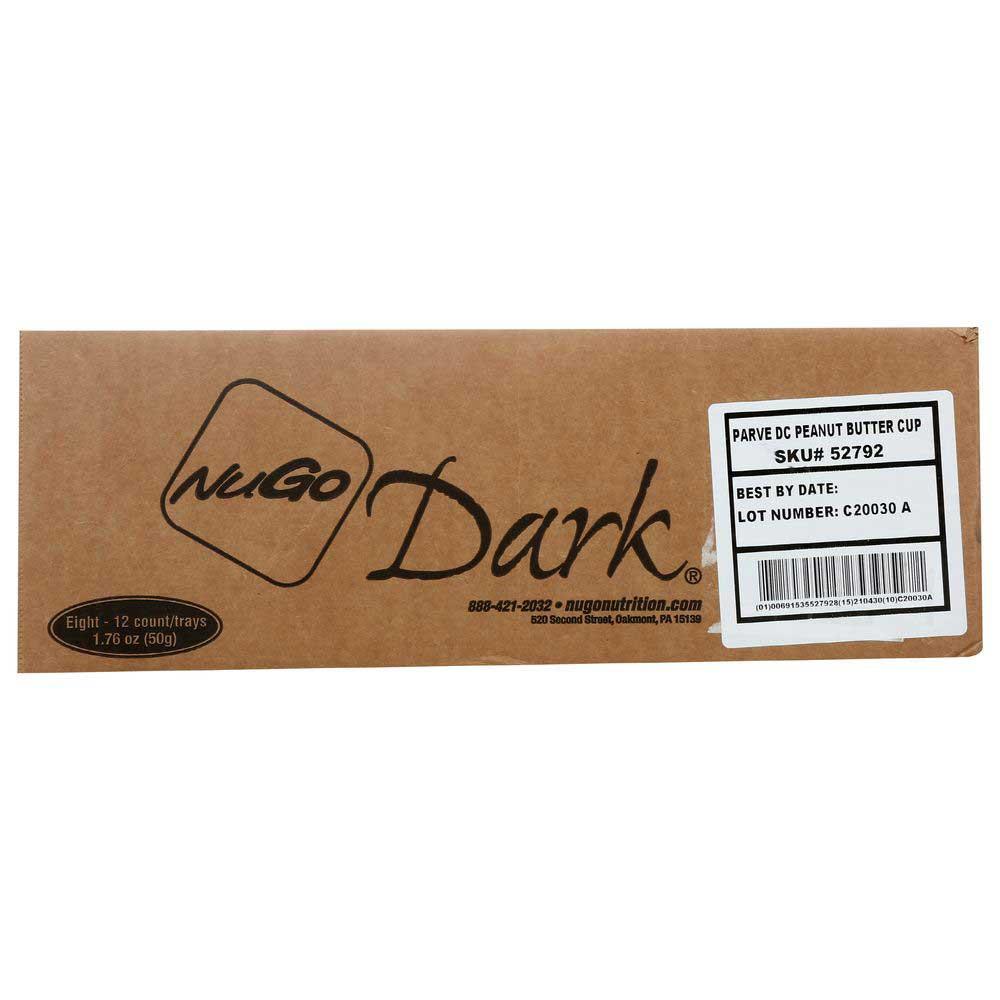 NuGo
Dark®
888-421-2032 • nugonutrition.com
520 Second Street, Oakmont, PA 15139
Eight - 12 count/trays
1.76 oz (50g)
PARVE DC PEANUT BUTTER CUP
SKU# 52792
BEST BY DATE:
LOT NUMBER: C20030 A
(01)00691535527928(15)210430(10)C20030A